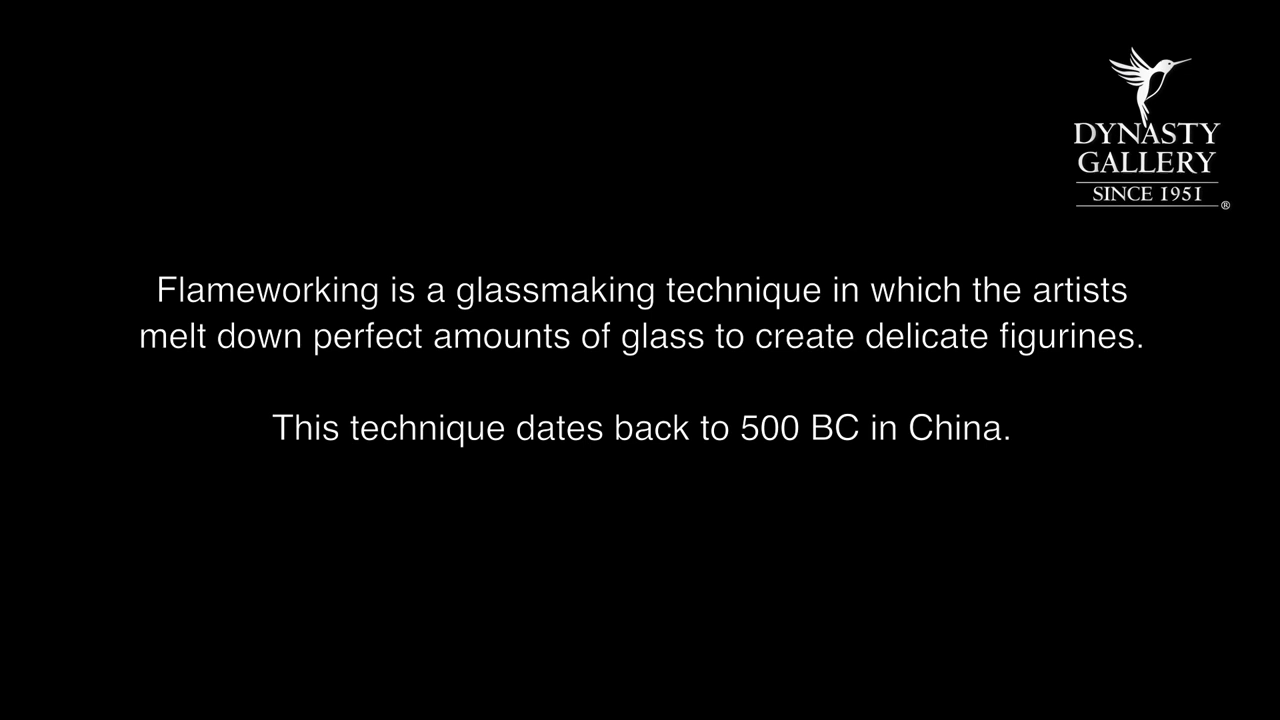 DYNASTY
GALLERY
SINCE 1951
®
Flameworking is a glassmaking technique in which the artists
melt down perfect amounts of glass to create delicate figurines.
This technique dates back to 500 BC in China.